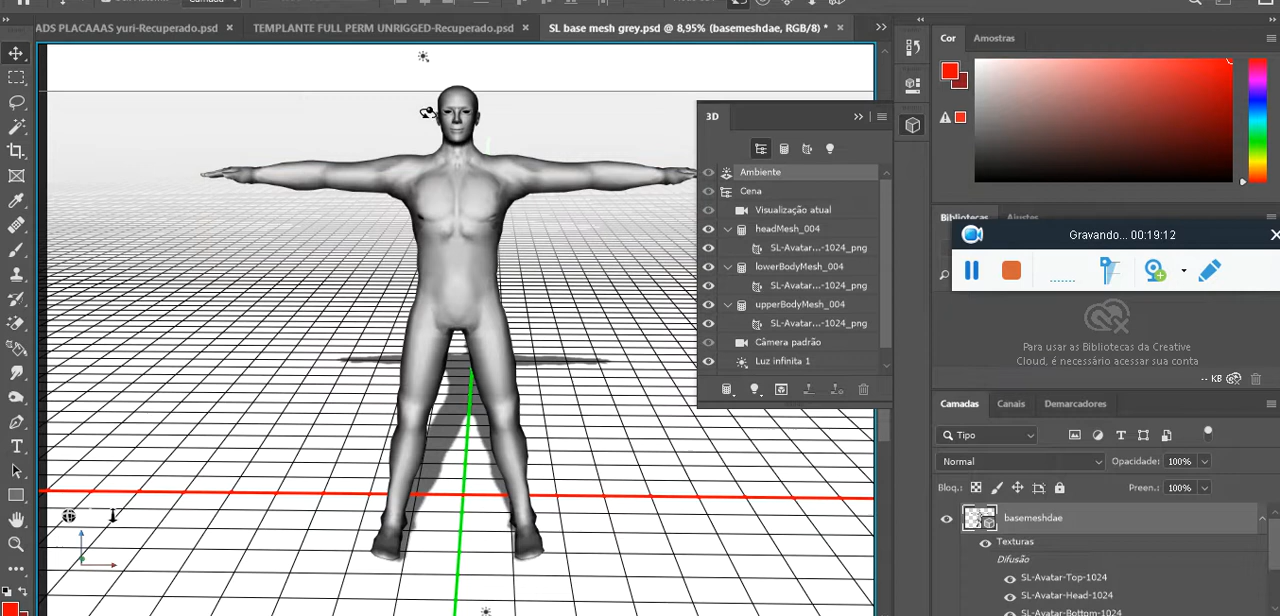 ADS PLACAAAS yuri-Recuperado.psd
TEMPLANTE FULL PERM UNRIGGED-Recuperado.psd
SL base mesh grey.psd @ 8,95% (basemeshdae, RGB/8) *
Cor
Amostras
3D
Ambiente
Cena
Visualização atual
headMesh_004
SL-Avatar...-1024_png
lowerBodyMesh_004
SL-Avatar...-1024_png
upperBodyMesh_004
SL-Avatar...-1024_png
Câmera padrão
Luz infinita 1
Bibliotecas
Ajustes
Gravando... 00:19:12
Para usar as Bibliotecas da Creative
Cloud, é necessário acessar sua conta
-- KB
Camadas
Canais
Demarcadores
Tipo
Normal
Opacidade: 100%
Bloq.:
Preen.: 100%
basemeshdae
Texturas
Difusão
SL-Avatar-Top-1024
SL-Avatar-Head-1024
SL-Avatar-Bottom-1024